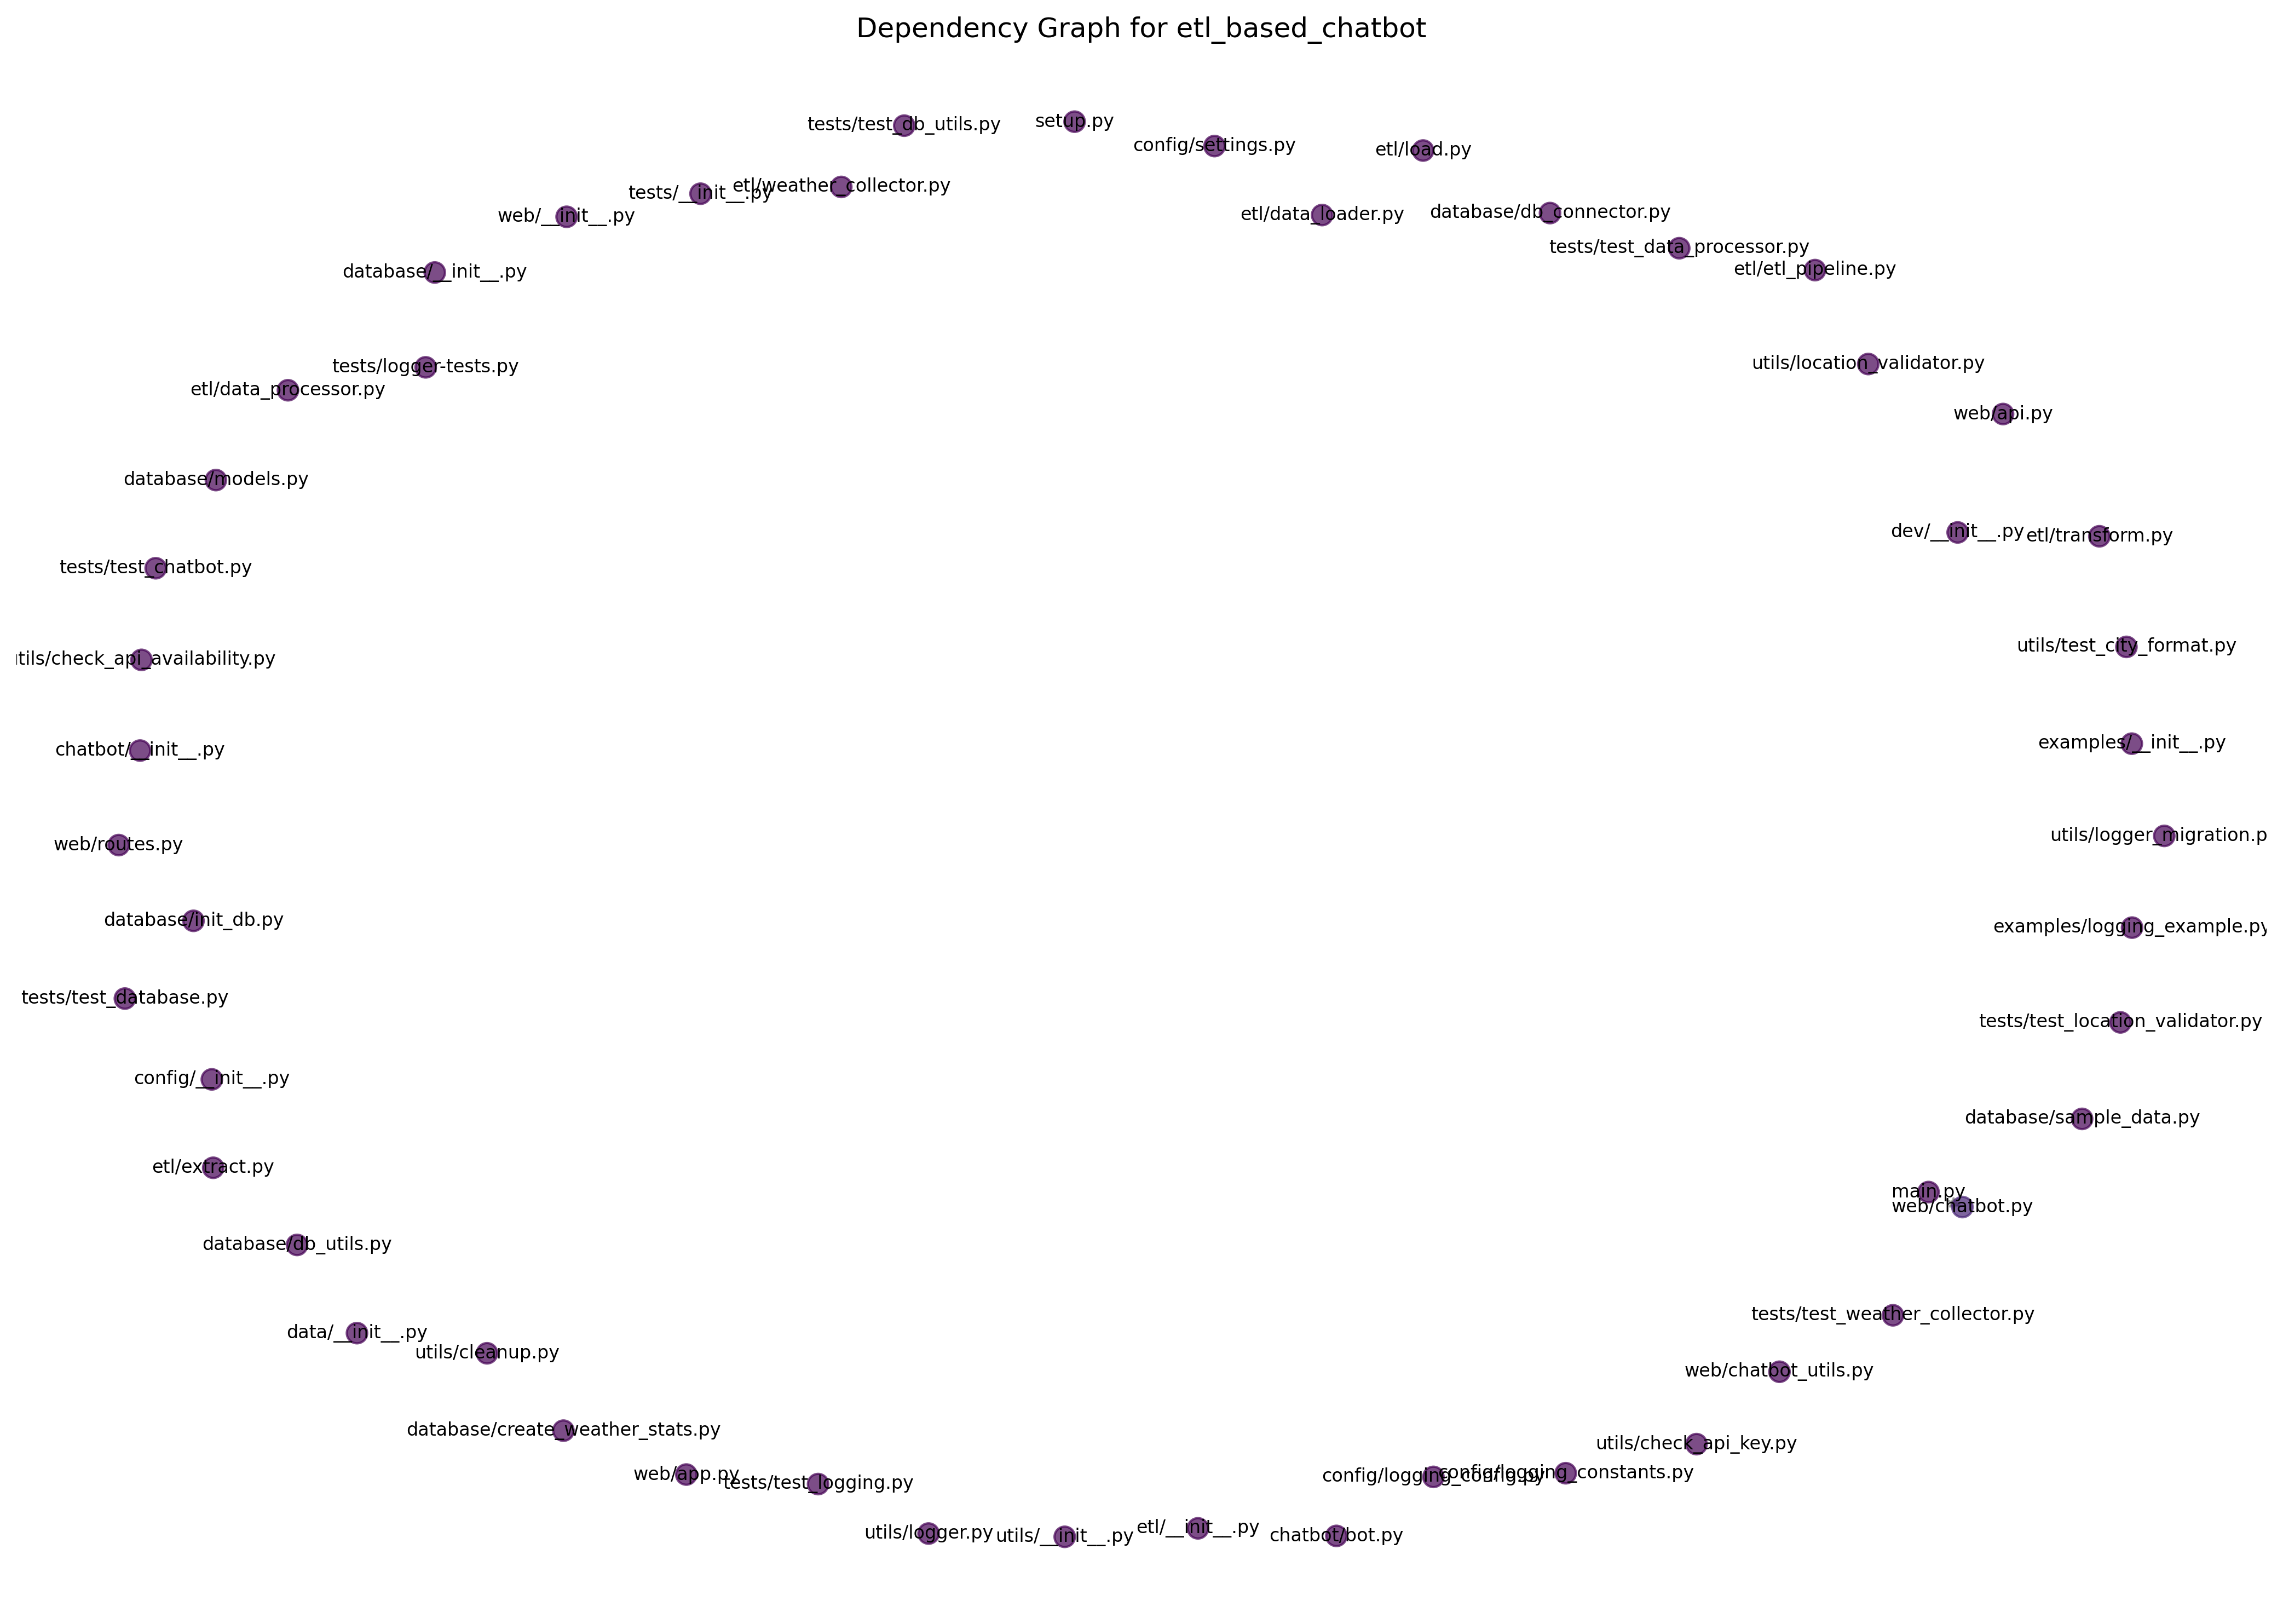 Dependency Graph for etl_based_chatbot
setup.py
tests/test_db_utils.py
config/settings.py
etl/load.py
etl/weather_collector.py
tests/__init__.py
database/db_connector.py
etl/data_loader.py
web/__init__.py
tests/test_data_processor.py
etl/etl_pipeline.py
database/__init__.py
utils/location_validator.py
tests/logger-tests.py
etl/data_processor.py
web/api.py
database/models.py
dev/__init__.py
etl/transform.py
tests/test_chatbot.py
utils/test_city_format.py
tils/check_api_availability.py
examples/__init__.py
chatbot/__init__.py
utils/logger_migration.p
web/routes.py
database/init_db.py
examples/logging_example.py
tests/test_database.py
tests/test_location_validator.py
config/__init__.py
database/sample_data.py
etl/extract.py
main.py
web/chatbot.py
database/db_utils.py
tests/test_weather_collector.py
data/__init__.py
utils/cleanup.py
web/chatbot_utils.py
database/create_weather_stats.py
utils/check_api_key.py
config/logging_constants.py
web/app.py
config/logging_config.py
tests/test_logging.py
etl/__init__.py
utils/logger.py
utils/__init__.py
chatbot/bot.py